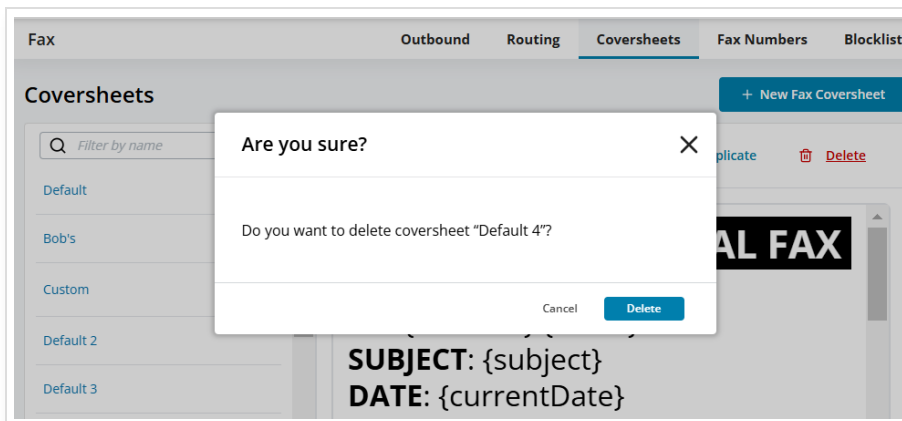 Fax
Outbound Routing Coversheets Fax Numbers Blocklist
Coversheets
+ New Fax Coversheet
Filter by name
Are you sure?
Delete
Default
Bob's
Do you want to delete coversheet “Default 4”?
AL FAX
Custom
Cancel Delete
Default 2
SUBJECT: {subject}
Default 3
DATE: {currentDate}